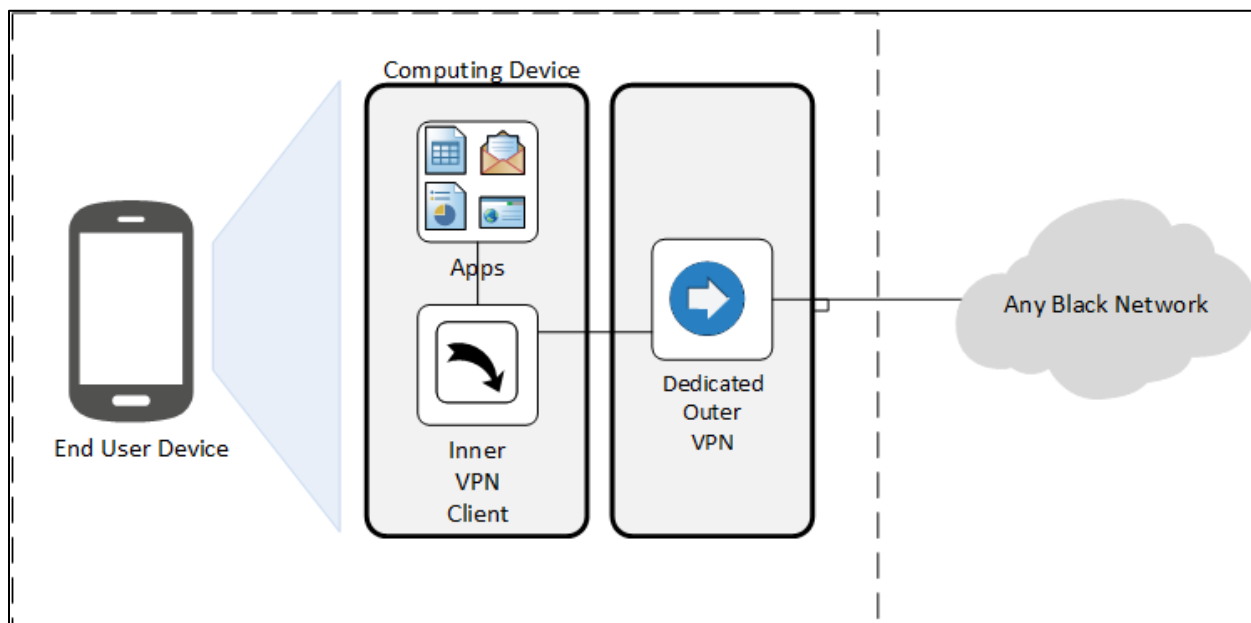 Computing Device
Apps
End User Device
Inner
VPN
Client
Dedicated
Outer
VPN
Any Black Network